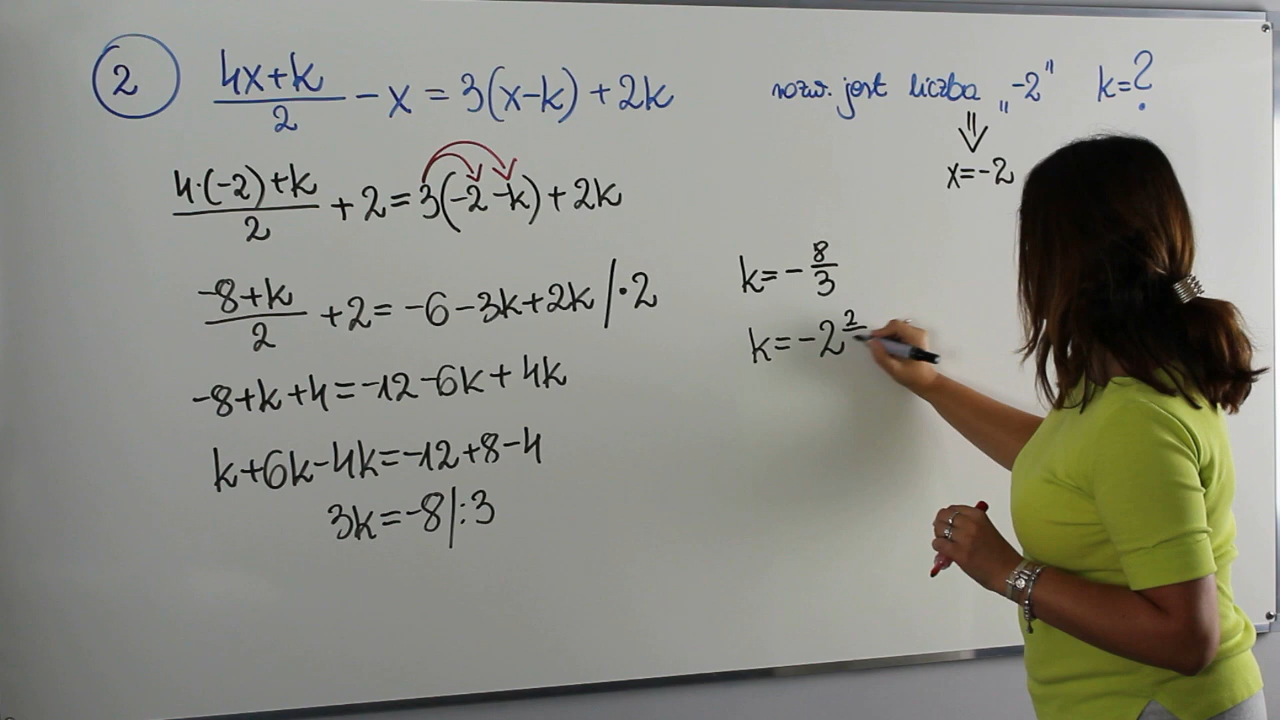 2 (4x+k)/2 - x = 3(x-k) + 2k rozw. jest liczba „-2" k=?
⇓
x=-2
(4·(-2)+k)/2 + 2 = 3(-2-k) + 2k
(-8+k)/2 + 2 = -6 - 3k + 2k /·2
-8+k+4=-12-6k+4k
k+6k-4k=-12+8-4
3k=-8/:3
k=-8/3
k=-2 2/